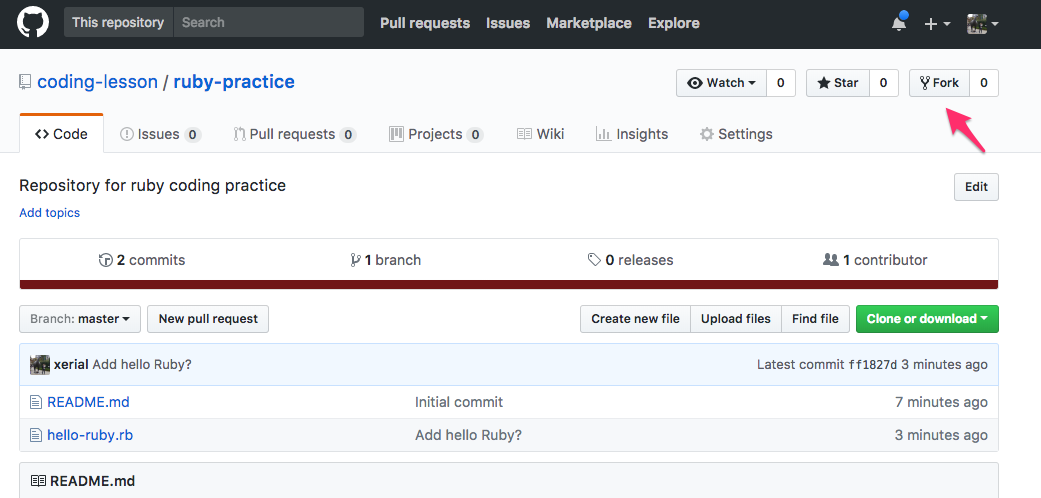 This repository Search Pull requests Issues Marketplace Explore
coding-lesson / ruby-practice Watch 0 Star 0 Fork 0
Code Issues 0 Pull requests 0 Projects 0 Wiki Insights Settings
Repository for ruby coding practice Edit
Add topics
2 commits 1 branch 0 releases 1 contributor
Branch: master New pull request Create new file Upload files Find file Clone or download
xerial Add hello Ruby? Latest commit ff1827d 3 minutes ago
README.md Initial commit 7 minutes ago
hello-ruby.rb Add hello Ruby? 3 minutes ago
README.md